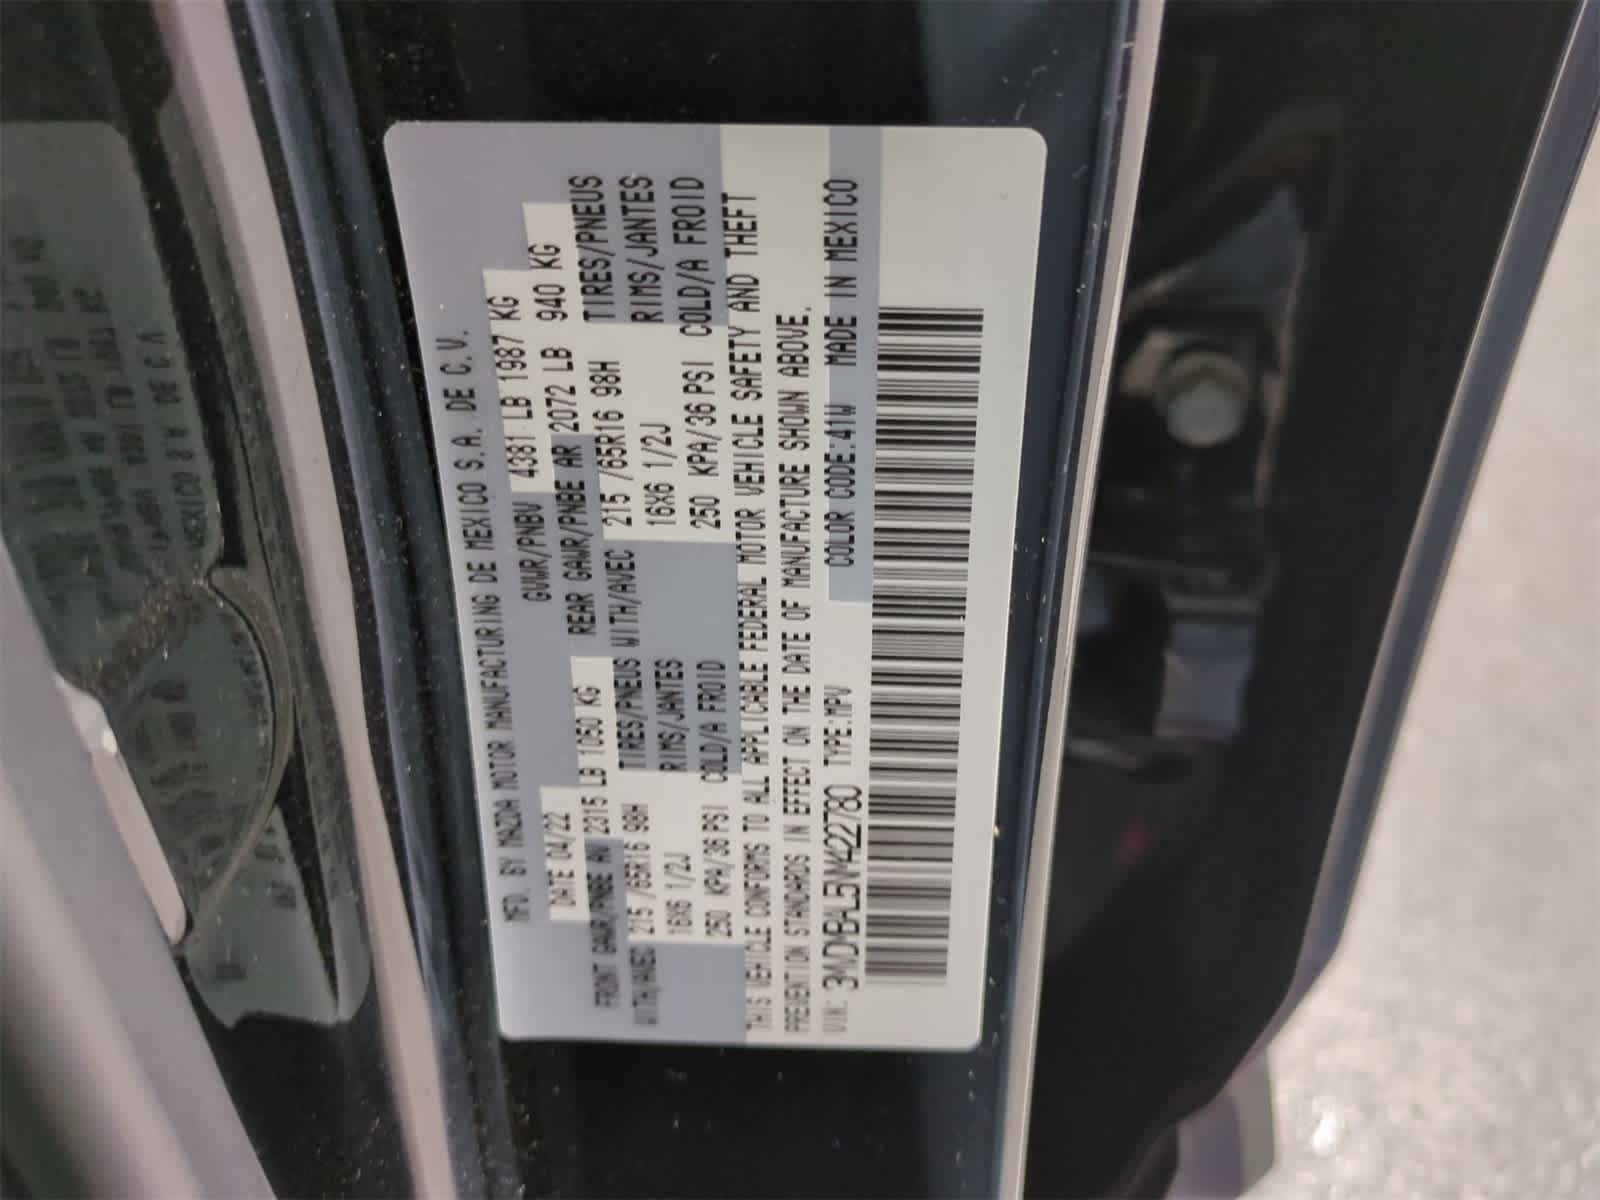 MFD. BY MAZDA MOTOR MANUFACTURING DE MEXICO S.A. DE C.V.
DATE 04/22 GVWR/PNBV 4381 LB 1987 KG
FRONT GAWR/PNBE AV 2315 LB 1050 KG REAR GAWR/PNBE AR 2072 LB 940 KG
WITH/AVEC 215 /65R16 98H TIRES/PNEUS WITH/AVEC 215 /65R16 98H TIRES/PNEUS
16X6 1/2J RIMS/JANTES 16X6 1/2J RIMS/JANTES
250 KPA/36 PSI COLD/A FROID 250 KPA/36 PSI COLD/A FROID
THIS VEHICLE CONFORMS TO ALL APPLICABLE FEDERAL MOTOR VEHICLE SAFETY AND THEFT
PREVENTION STANDARDS IN EFFECT ON THE DATE OF MANUFACTURE SHOWN ABOVE.
VIN: 3MVDMBAL5NM422780 TYPE:MPV COLOR CODE:41W MADE IN MEXICO